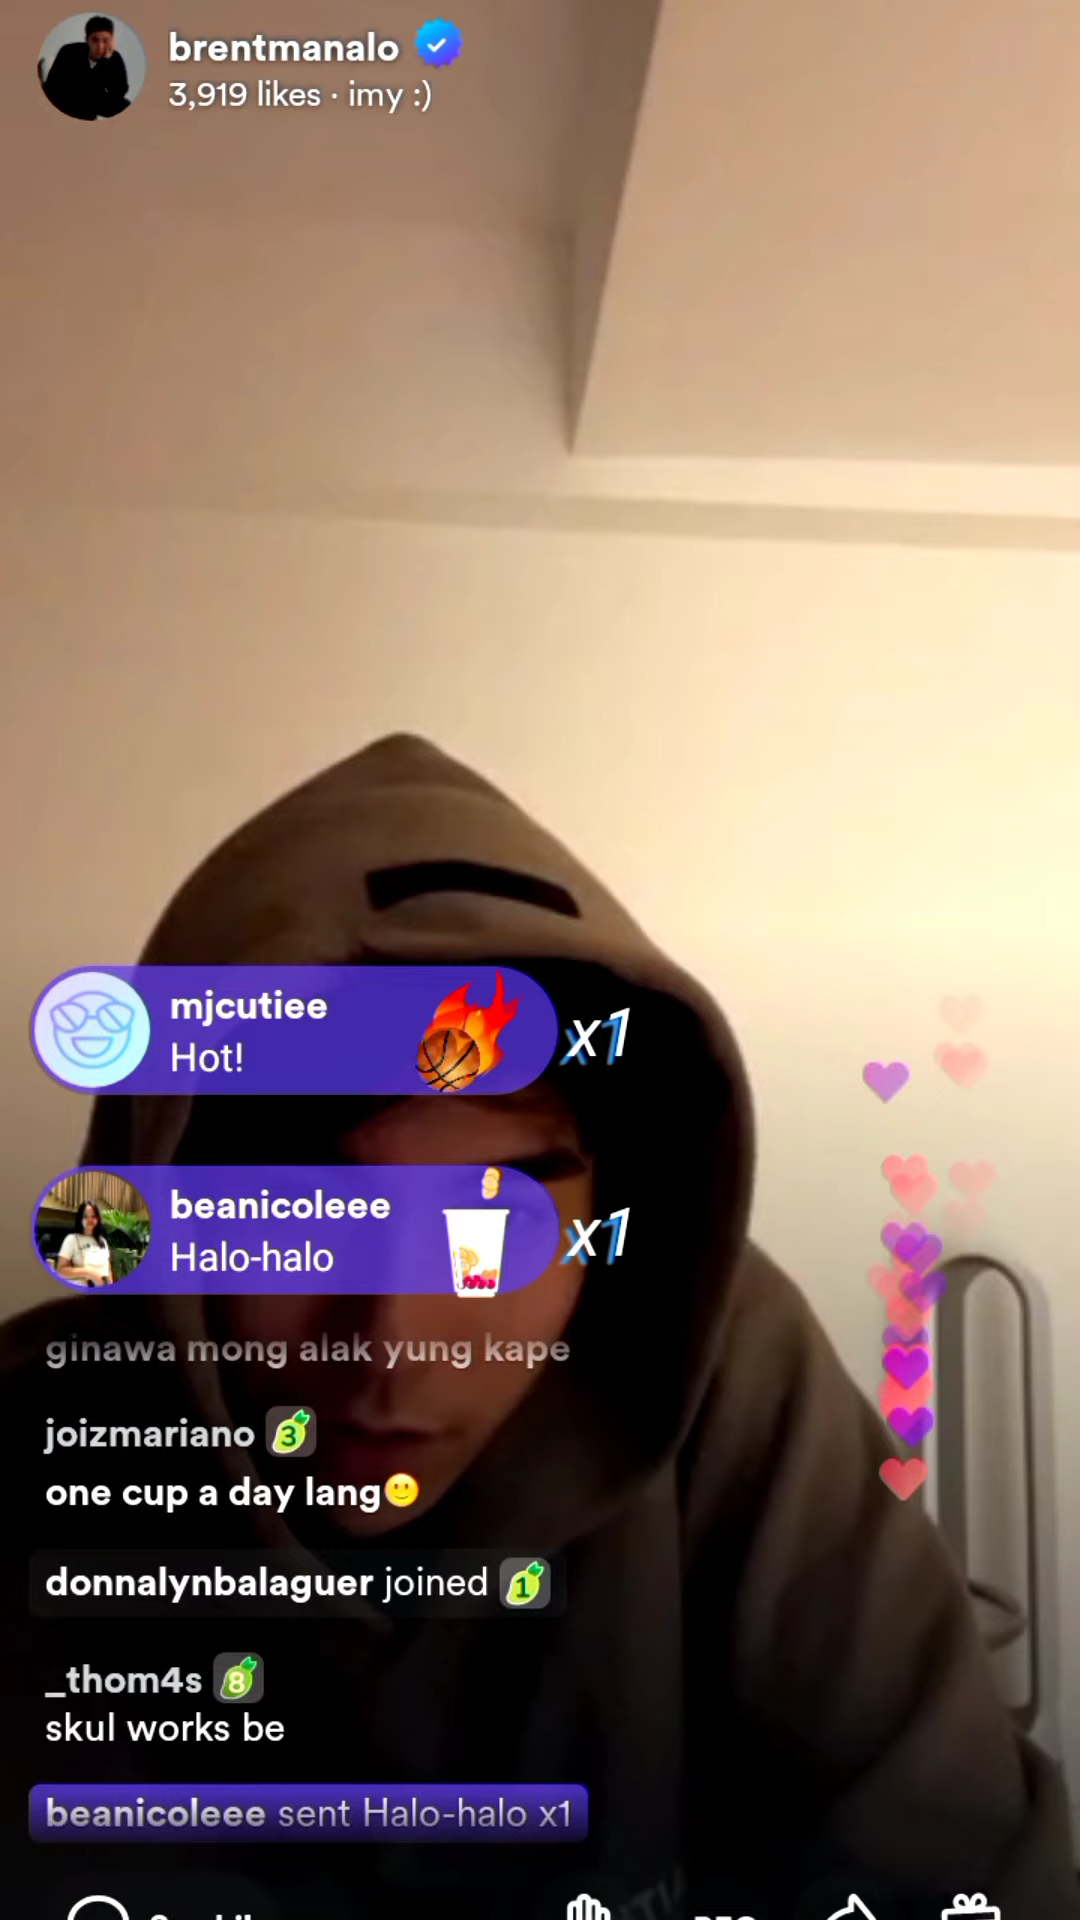 brentmanalo
3,919 likes · imy :)
mjcutiee
Hot!
x1
beanicoleee
Halo-halo
x1
ginawa mong alak yung kape
joizmariano 3
one cup a day lang🙂
donnalynbalaguer joined 1
_thom4s 8
skul works be
beanicoleee sent Halo-halo x1